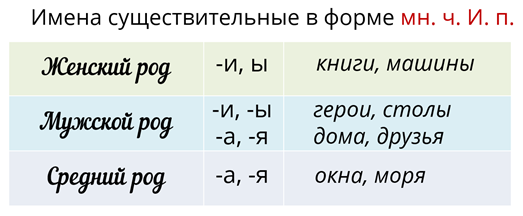 Имена существительные в форме мн. ч. И. п.
Женский род -и, ы книги, машины
Мужской род -и, -ы герои, столы
-а, -я дома, друзья
Средний род -а, -я окна, моря